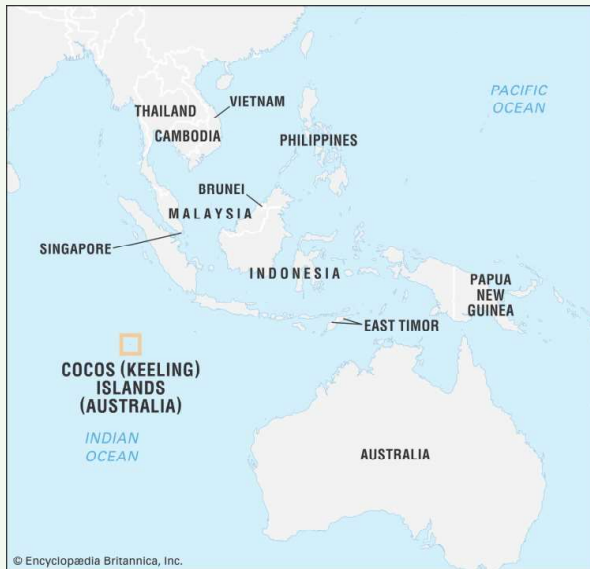 PACIFIC
OCEAN
THAILAND
VIETNAM
CAMBODIA
PHILIPPINES
BRUNEI
MALAYSIA
SINGAPORE
INDONESIA
PAPUA
NEW
GUINEA
EAST TIMOR
COCOS (KEELING)
ISLANDS
(AUSTRALIA)
INDIAN
OCEAN
AUSTRALIA
© Encyclopædia Britannica, Inc.